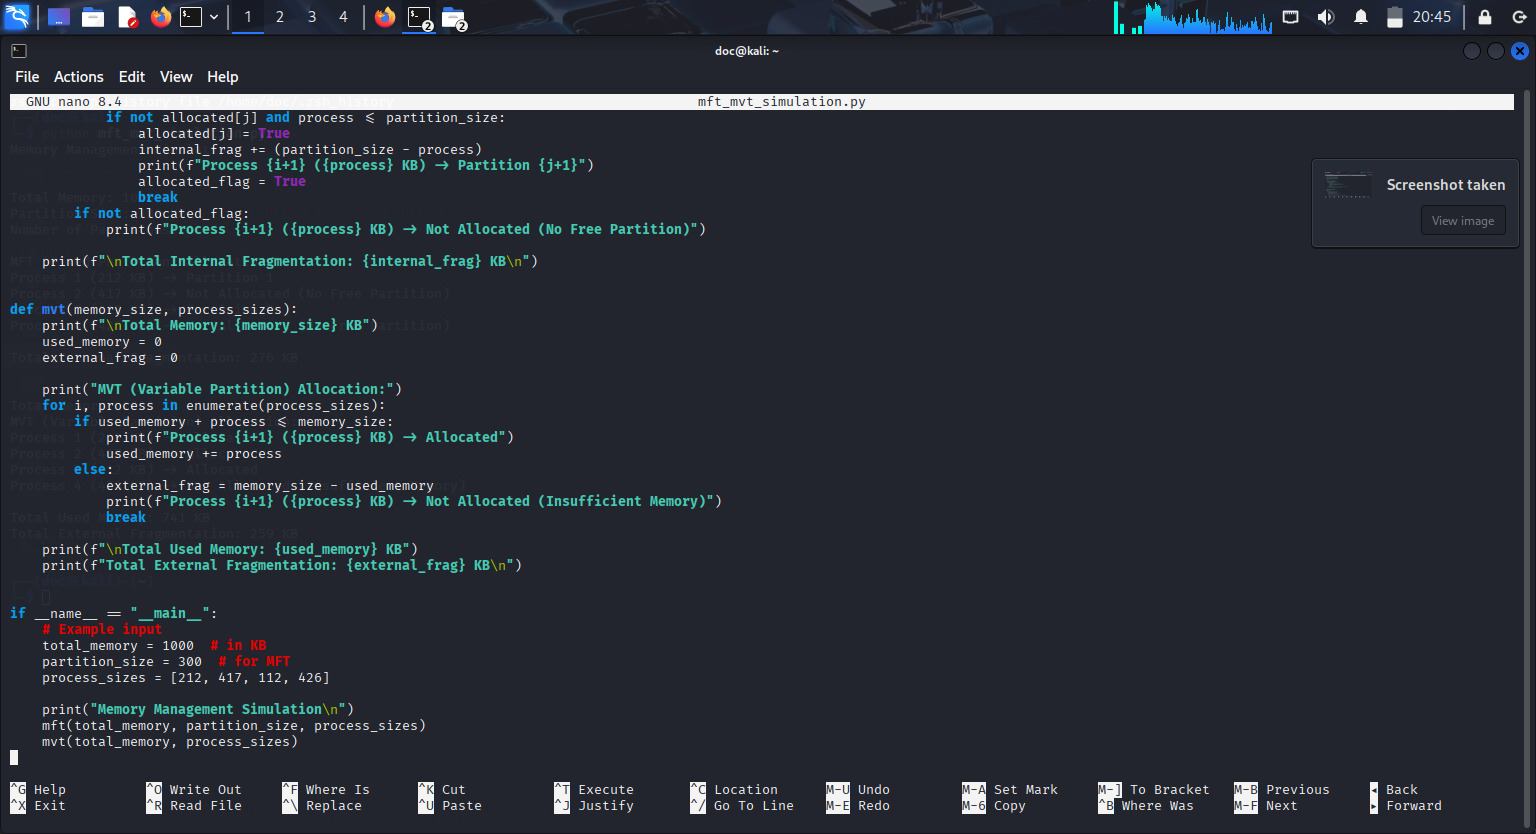 1 2 3 4 2 2 20:45
doc@kali: ~
File Actions Edit View Help
GNU nano 8.4 mft_mvt_simulation.py
if not allocated[j] and process <= partition_size:
allocated[j] = True
internal_frag += (partition_size - process)
print(f"Process {i+1} ({process} KB) -> Partition {j+1}")
allocated_flag = True
break
if not allocated_flag:
print(f"Process {i+1} ({process} KB) -> Not Allocated (No Free Partition)")
print(f"\nTotal Internal Fragmentation: {internal_frag} KB\n")
def mvt(memory_size, process_sizes):
print(f"\nTotal Memory: {memory_size} KB")
used_memory = 0
external_frag = 0
print("MVT (Variable Partition) Allocation:")
for i, process in enumerate(process_sizes):
if used_memory + process <= memory_size:
print(f"Process {i+1} ({process} KB) -> Allocated")
used_memory += process
else:
external_frag = memory_size - used_memory
print(f"Process {i+1} ({process} KB) -> Not Allocated (Insufficient Memory)")
break
print(f"\nTotal Used Memory: {used_memory} KB")
print(f"Total External Fragmentation: {external_frag} KB\n")
if __name__ == "__main__":
# Example input
total_memory = 1000 # in KB
partition_size = 300 # for MFT
process_sizes = [212, 417, 112, 426]
print("Memory Management Simulation\n")
mft(total_memory, partition_size, process_sizes)
mvt(total_memory, process_sizes)
Screenshot taken
View image
^G Help ^O Write Out ^F Where Is ^K Cut ^T Execute ^C Location M-U Undo M-A Set Mark M-] To Bracket M-B Previous ◂ Back
^X Exit ^R Read File ^\ Replace ^U Paste ^J Justify ^/ Go To Line M-E Redo M-6 Copy ^B Where Was M-F Next ▸ Forward